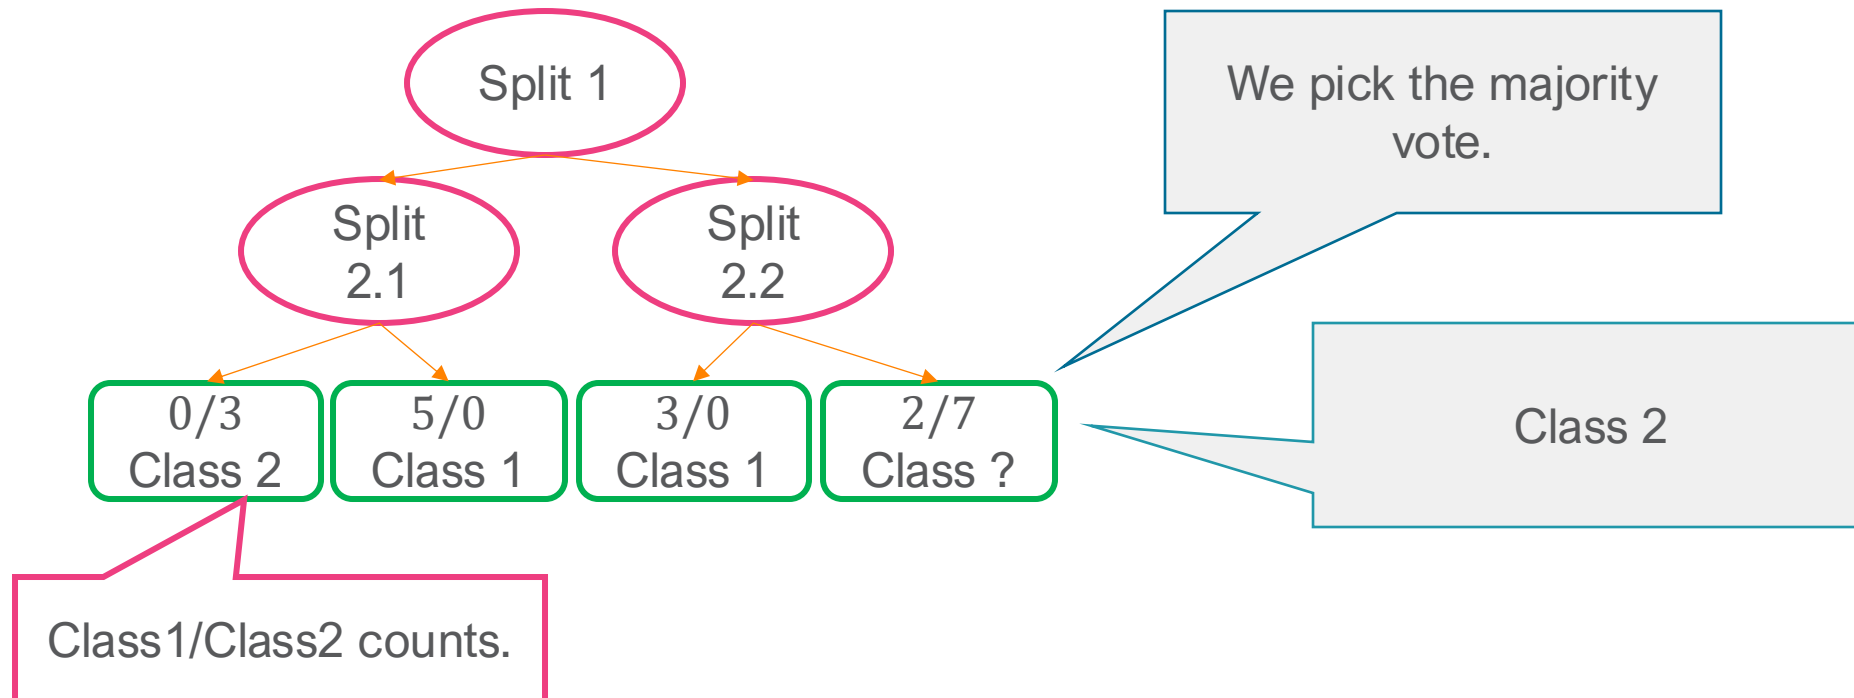 Split 1
We pick the majority
vote.
Split
2.1
Split
2.2
0/3
Class 2
5/0
Class 1
3/0
Class 1
2/7
Class ?
Class 2
Class1/Class2 counts.